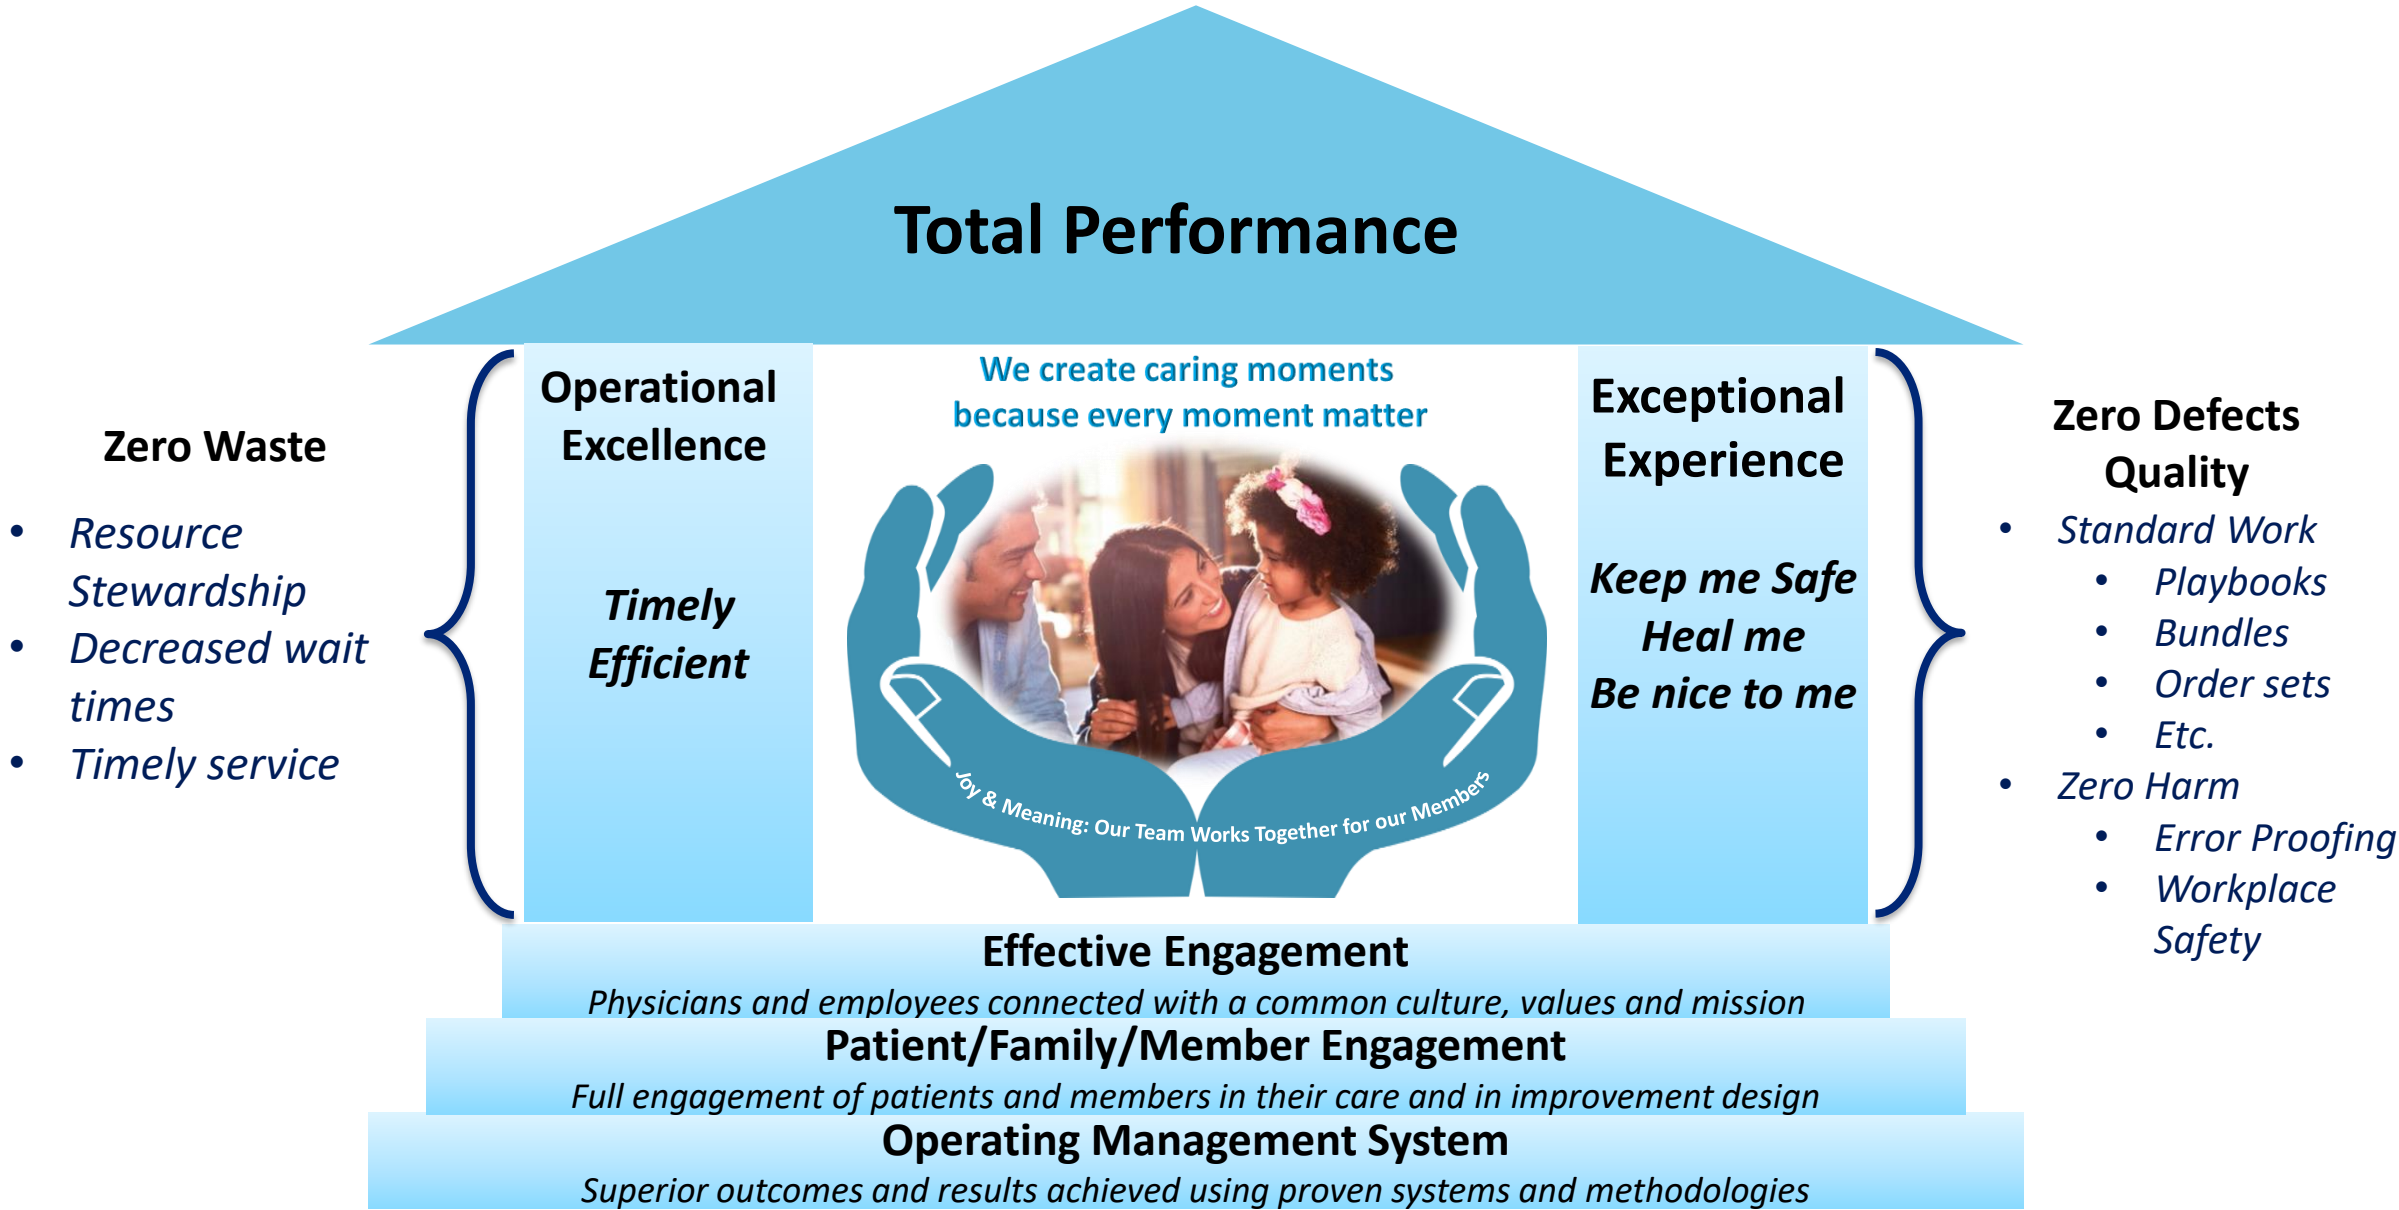 Total Performance
Zero Waste
• Resource
Stewardship
• Decreased wait
times
• Timely service
Operational
Excellence
Timely
Efficient
We create caring moments
because every moment matter
Joy & Meaning: Our Team Works Together for our Members
Exceptional
Experience
Keep me Safe
Heal me
Be nice to me
Zero Defects
Quality
• Standard Work
• Playbooks
• Bundles
• Order sets
• Etc.
• Zero Harm
• Error Proofing
• Workplace
Safety
Effective Engagement
Physicians and employees connected with a common culture, values and mission
Patient/Family/Member Engagement
Full engagement of patients and members in their care and in improvement design
Operating Management System
Superior outcomes and results achieved using proven systems and methodologies